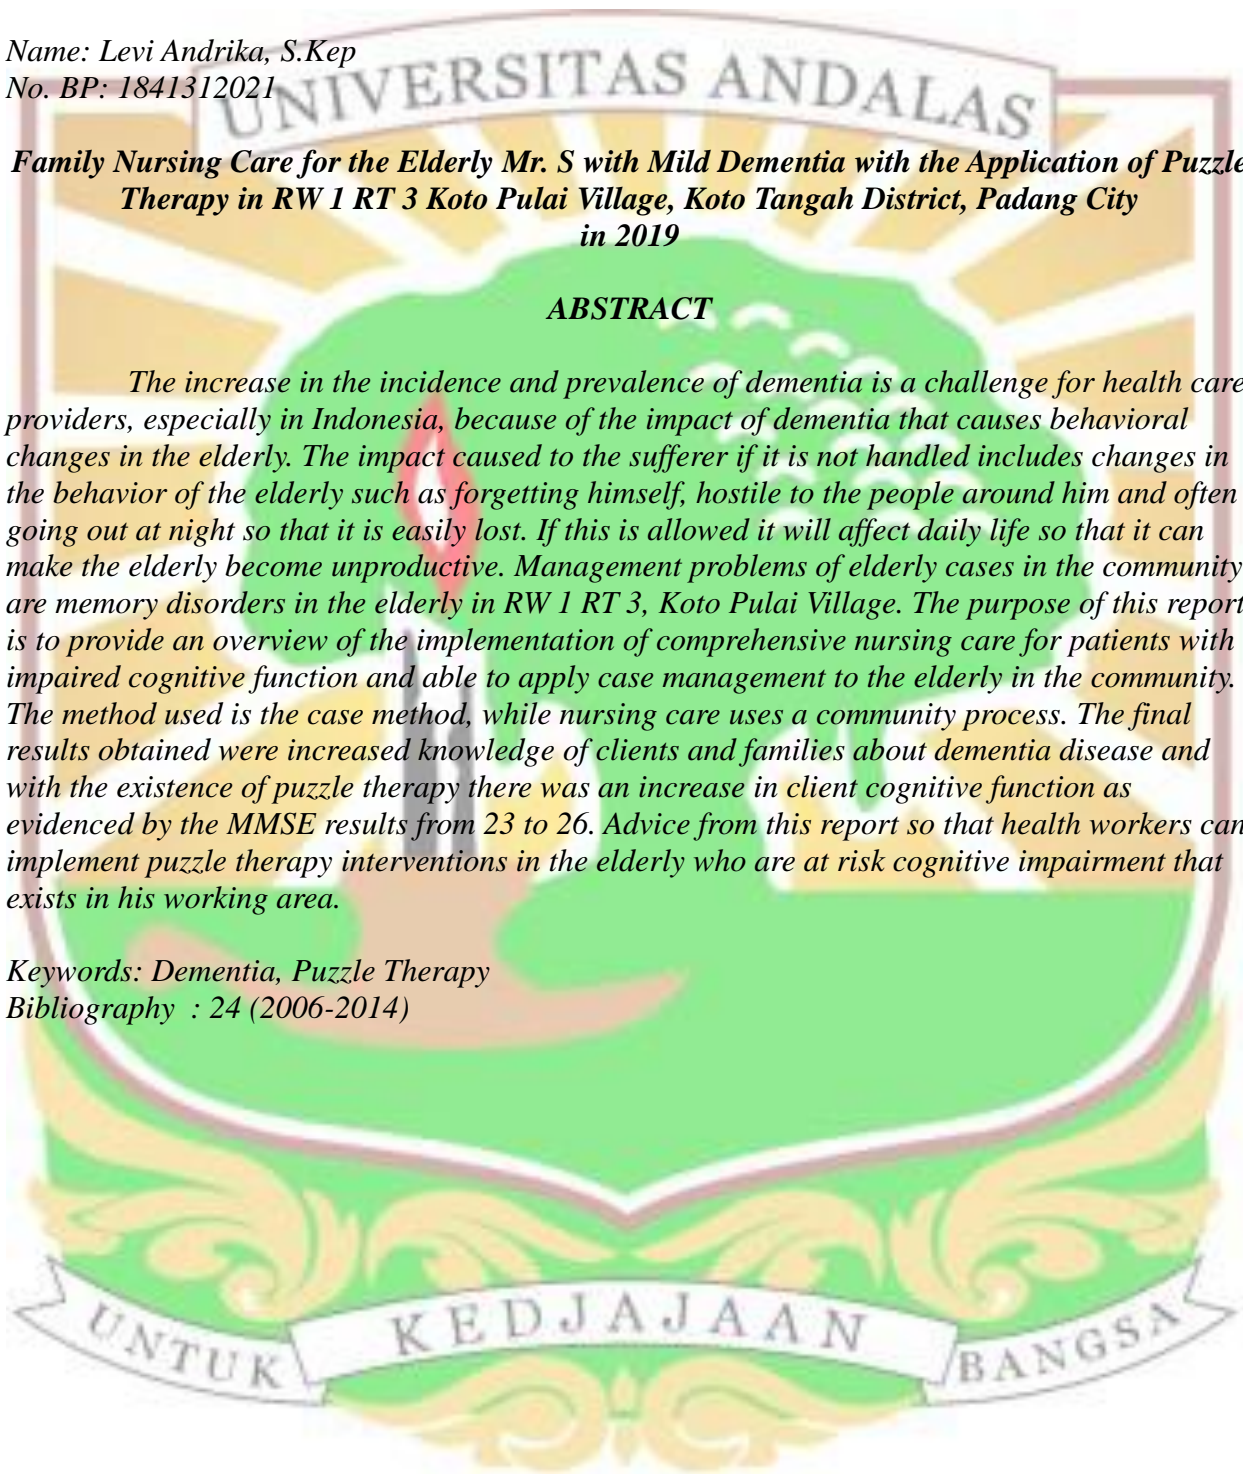 Name: Levi Andrika, S.Kep
No. BP: 1841312021
UNIVERSITAS ANDALAS
Family Nursing Care for the Elderly Mr. S with Mild Dementia with the Application of Puzzle
Therapy in RW 1 RT 3 Koto Pulai Village, Koto Tangah District, Padang City
in 2019
ABSTRACT
The increase in the incidence and prevalence of dementia is a challenge for health care
providers, especially in Indonesia, because of the impact of dementia that causes behavioral
changes in the elderly. The impact caused to the sufferer if it is not handled includes changes in
the behavior of the elderly such as forgetting himself, hostile to the people around him and often
going out at night so that it is easily lost. If this is allowed it will affect daily life so that it can
make the elderly become unproductive. Management problems of elderly cases in the community
are memory disorders in the elderly in RW 1 RT 3, Koto Pulai Village. The purpose of this report
is to provide an overview of the implementation of comprehensive nursing care for patients with
impaired cognitive function and able to apply case management to the elderly in the community.
The method used is the case method, while nursing care uses a community process. The final
results obtained were increased knowledge of clients and families about dementia disease and
with the existence of puzzle therapy there was an increase in client cognitive function as
evidenced by the MMSE results from 23 to 26. Advice from this report so that health workers can
implement puzzle therapy interventions in the elderly who are at risk cognitive impairment that
exists in his working area.
Keywords: Dementia, Puzzle Therapy
Bibliography : 24 (2006-2014)
UNTUK KEDJAJAAN BANGSA